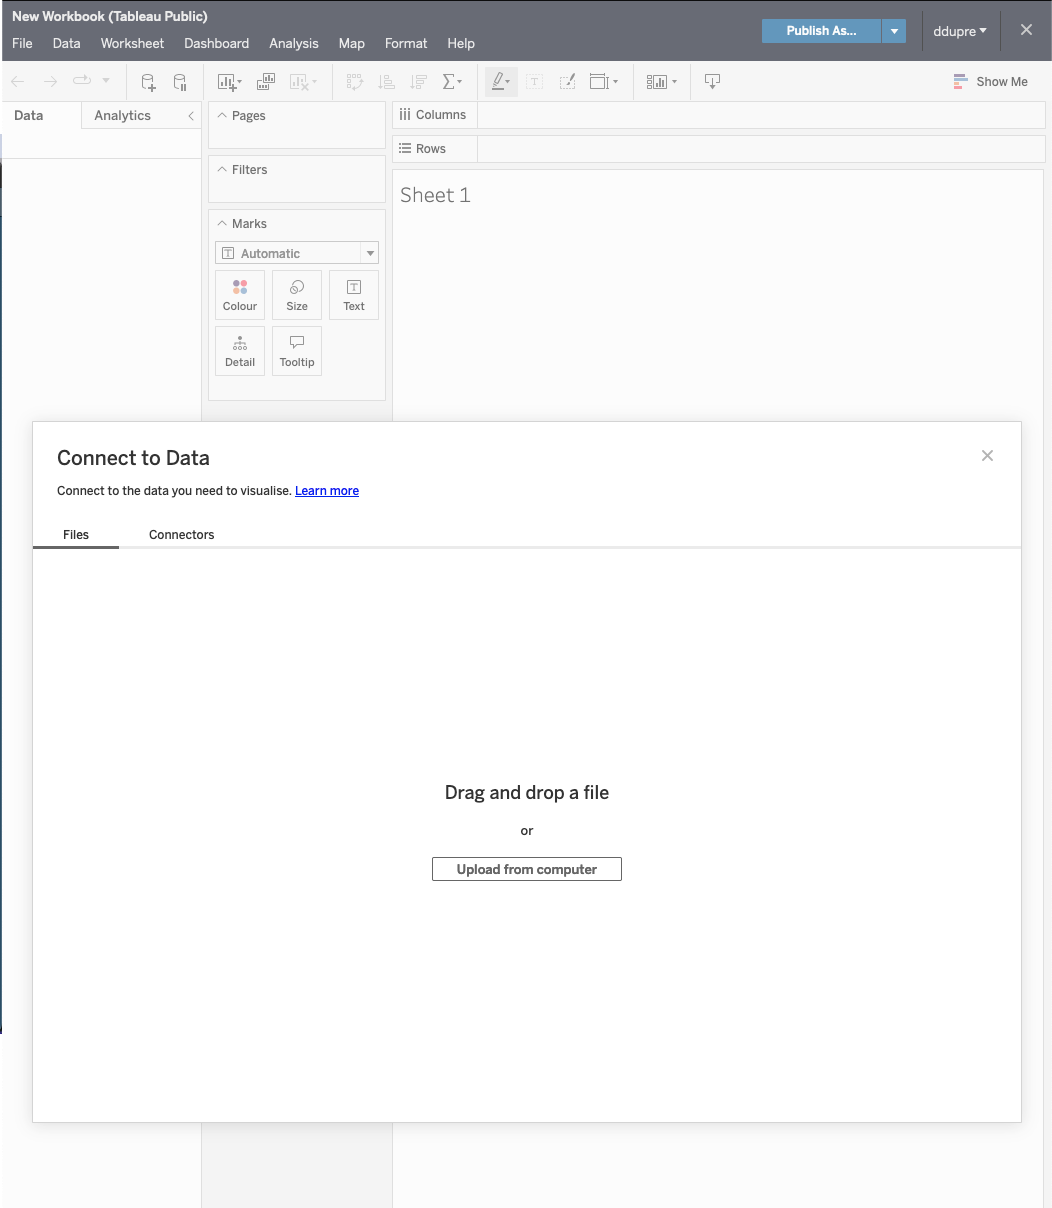 New Workbook (Tableau Public)
File Data Worksheet Dashboard Analysis Map Format Help
Publish As...
ddupre
Show Me
Data Analytics
Pages
Filters
Marks
Automatic
Colour Size Text
Detail Tooltip
Columns
Rows
Sheet 1
Connect to Data
Connect to the data you need to visualise. Learn more
Files Connectors
Drag and drop a file
or
Upload from computer